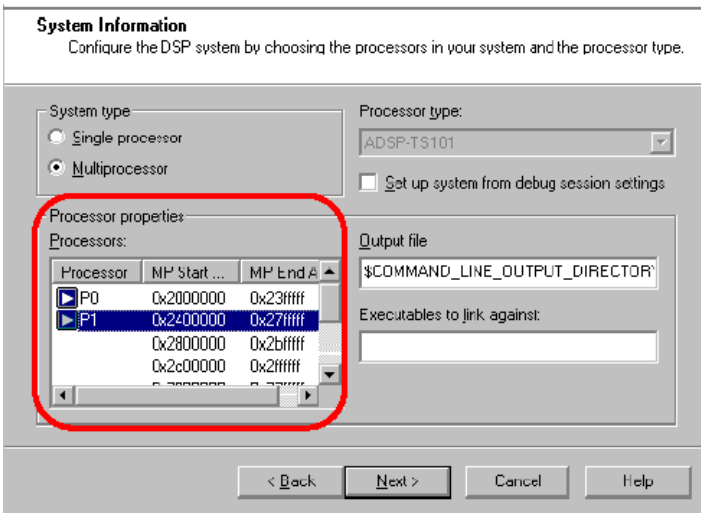 System Information
Configure the DSP system by choosing the processors in your system and the processor type.
System type
Single processor
Multiprocessor
Processor type:
ADSP-TS101
Set up system from debug session settings
Processor properties
Processors:
Processor MP Start ... MP End A
P0 0x2000000 0x23fffff
P1 0x2400000 0x27fffff
0x2800000 0x2bfffff
0x2c00000 0x2ffffff
Output file
$COMMAND_LINE_OUTPUT_DIRECTORY
Executables to link against:
< Back
Next >
Cancel
Help